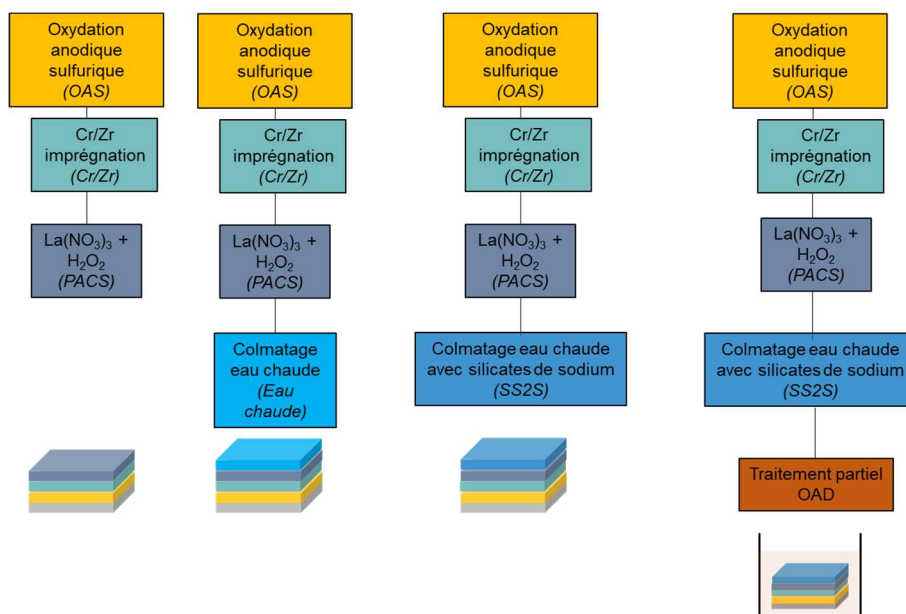 Oxydation
anodique
sulfurique
(OAS)
Cr/Zr
imprégnation
(Cr/Zr)
La(NO₃)₃ +
H₂O₂
(PACS)
Oxydation
anodique
sulfurique
(OAS)
Cr/Zr
imprégnation
(Cr/Zr)
La(NO₃)₃ +
H₂O₂
(PACS)
Colmatage
eau chaude
(Eau
chaude)
Oxydation
anodique
sulfurique
(OAS)
Cr/Zr
imprégnation
(Cr/Zr)
La(NO₃)₃ +
H₂O₂
(PACS)
Colmatage eau chaude
avec silicates de sodium
(SS2S)
Oxydation
anodique
sulfurique
(OAS)
Cr/Zr
imprégnation
(Cr/Zr)
La(NO₃)₃ +
H₂O₂
(PACS)
Colmatage eau chaude
avec silicates de sodium
(SS2S)
Traitement partiel
OAD